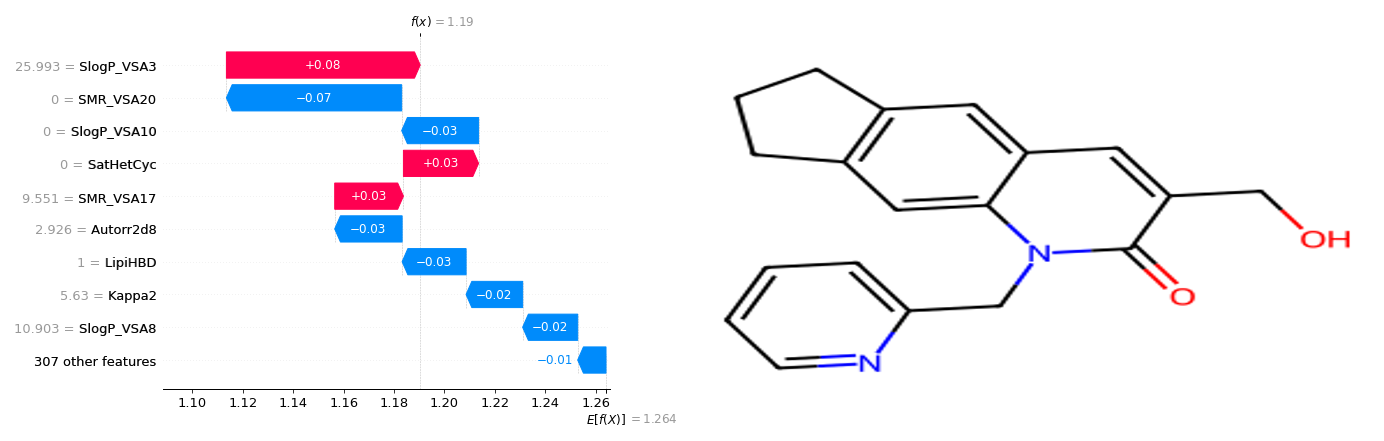 f(x) = 1.19
25.993 = SlogP_VSA3
+0.08
0 = SMR_VSA20
−0.07
0 = SlogP_VSA10
−0.03
0 = SatHetCyc
+0.03
9.551 = SMR_VSA17
+0.03
2.926 = Autorr2d8
−0.03
1 = LipiHBD
−0.03
5.63 = Kappa2
−0.02
10.903 = SlogP_VSA8
−0.02
307 other features
−0.01
1.10 1.12 1.14 1.16 1.18 1.20 1.22 1.24 1.26
E[f(X)] = 1.264
OH
N
O
N